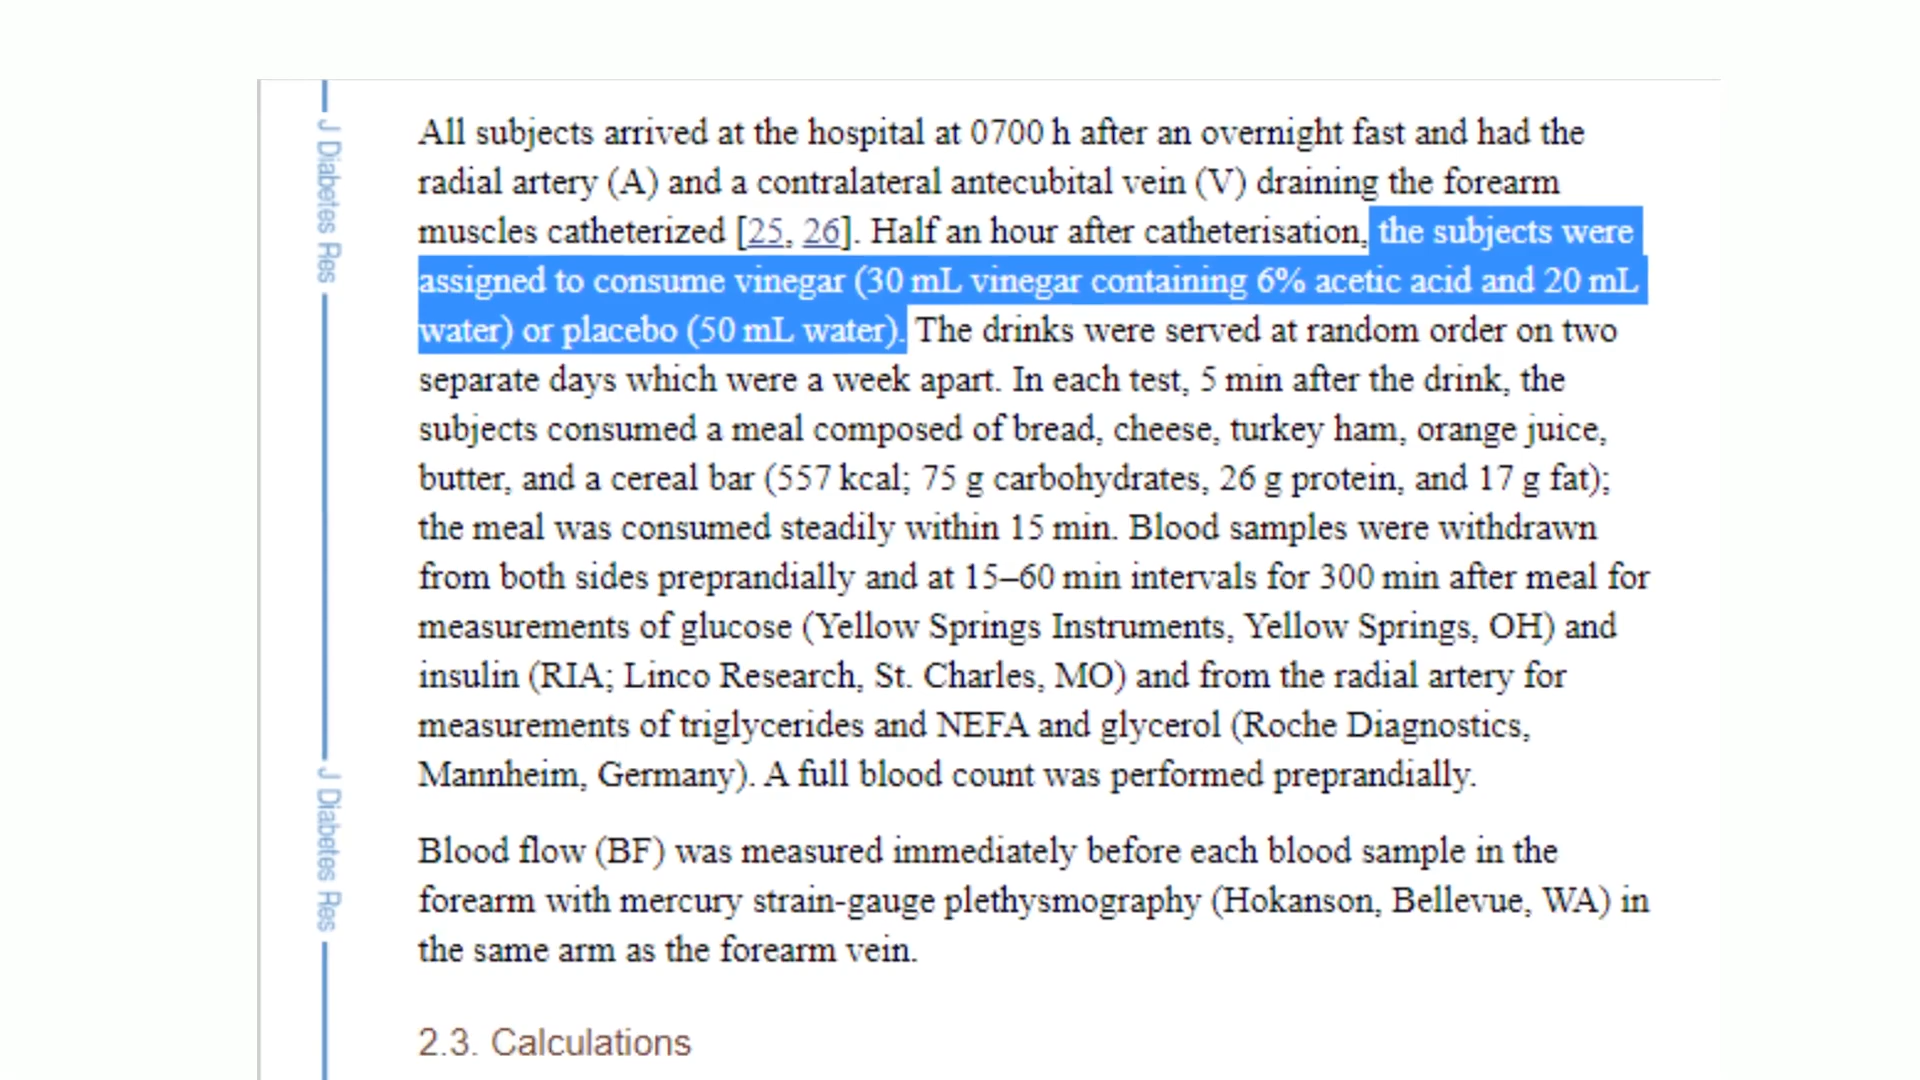 J Diabetes Res
All subjects arrived at the hospital at 0700 h after an overnight fast and had the
radial artery (A) and a contralateral antecubital vein (V) draining the forearm
muscles catheterized [25, 26]. Half an hour after catheterisation, the subjects were
assigned to consume vinegar (30 mL vinegar containing 6% acetic acid and 20 mL
water) or placebo (50 mL water). The drinks were served at random order on two
separate days which were a week apart. In each test, 5 min after the drink, the
subjects consumed a meal composed of bread, cheese, turkey ham, orange juice,
butter, and a cereal bar (557 kcal; 75 g carbohydrates, 26 g protein, and 17 g fat);
the meal was consumed steadily within 15 min. Blood samples were withdrawn
from both sides preprandially and at 15–60 min intervals for 300 min after meal for
measurements of glucose (Yellow Springs Instruments, Yellow Springs, OH) and
insulin (RIA; Linco Research, St. Charles, MO) and from the radial artery for
measurements of triglycerides and NEFA and glycerol (Roche Diagnostics,
Mannheim, Germany). A full blood count was performed preprandially.
J Diabetes Res
Blood flow (BF) was measured immediately before each blood sample in the
forearm with mercury strain-gauge plethysmography (Hokanson, Bellevue, WA) in
the same arm as the forearm vein.
2.3. Calculations